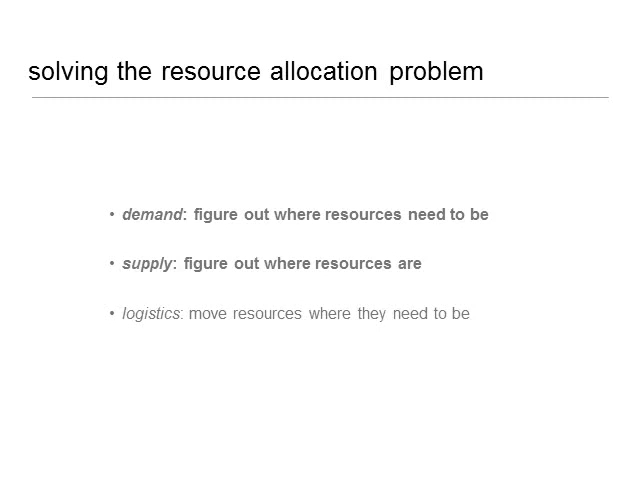 solving the resource allocation problem
• demand: figure out where resources need to be
• supply: figure out where resources are
• logistics: move resources where they need to be